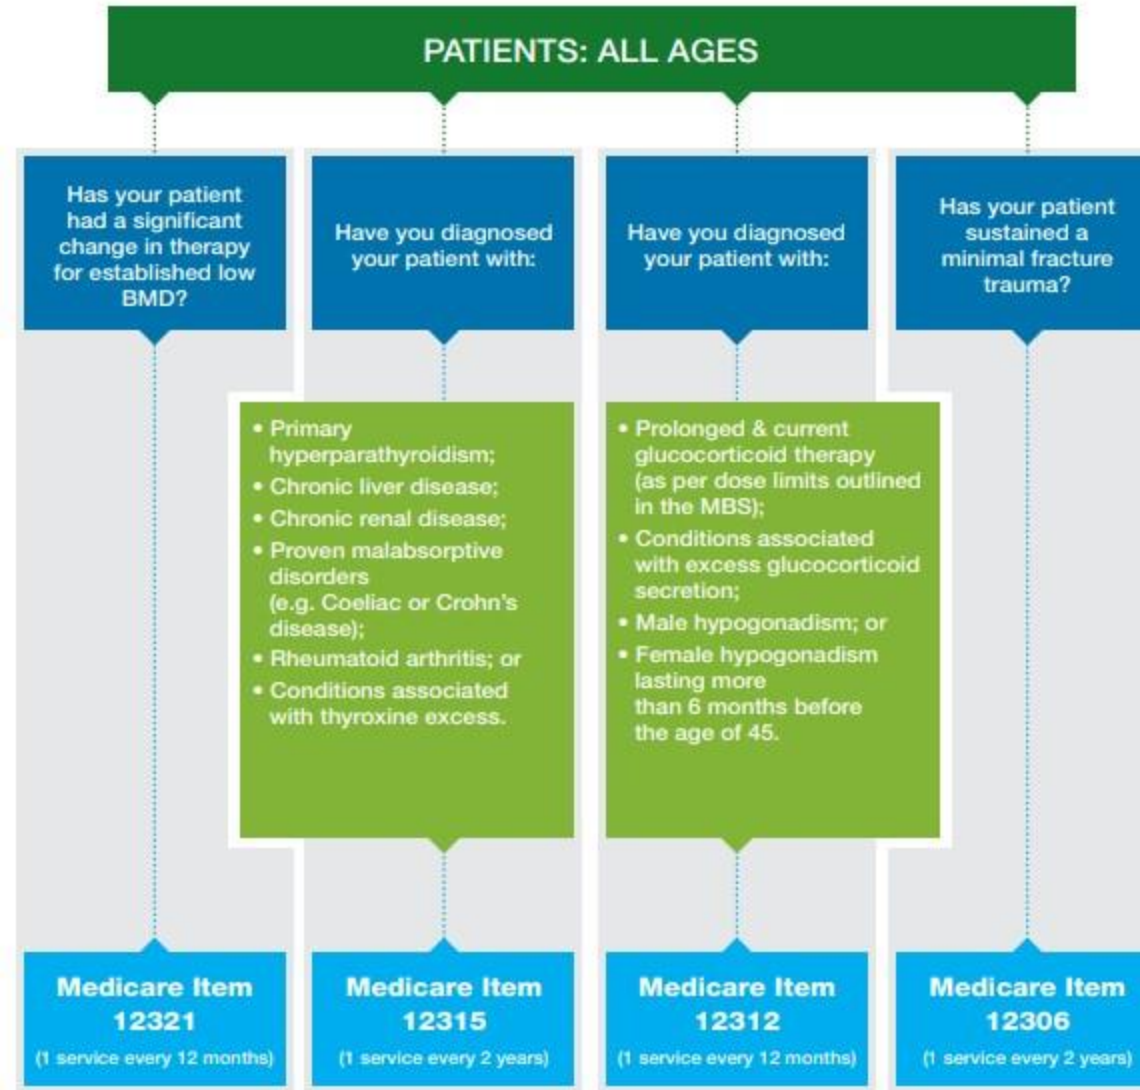 PATIENTS: ALL AGES
Has your patient
had a significant
change in therapy
for established low
BMD?
Have you diagnosed
your patient with:
Have you diagnosed
your patient with:
Has your patient
sustained a
minimal fracture
trauma?
• Primary
hyperparathyroidism;
• Chronic liver disease;
• Chronic renal disease;
• Proven malabsorptive
disorders
(e.g. Coeliac or Crohn's
disease);
• Rheumatoid arthritis; or
• Conditions associated
with thyroxine excess.
• Prolonged & current
glucocorticoid therapy
(as per dose limits outlined
in the MBS);
• Conditions associated
with excess glucocorticoid
secretion;
• Male hypogonadism; or
• Female hypogonadism
lasting more
than 6 months before
the age of 45.
Medicare Item
12321
(1 service every 12 months)
Medicare Item
12315
(1 service every 2 years)
Medicare Item
12312
(1 service every 12 months)
Medicare Item
12306
(1 service every 2 years)